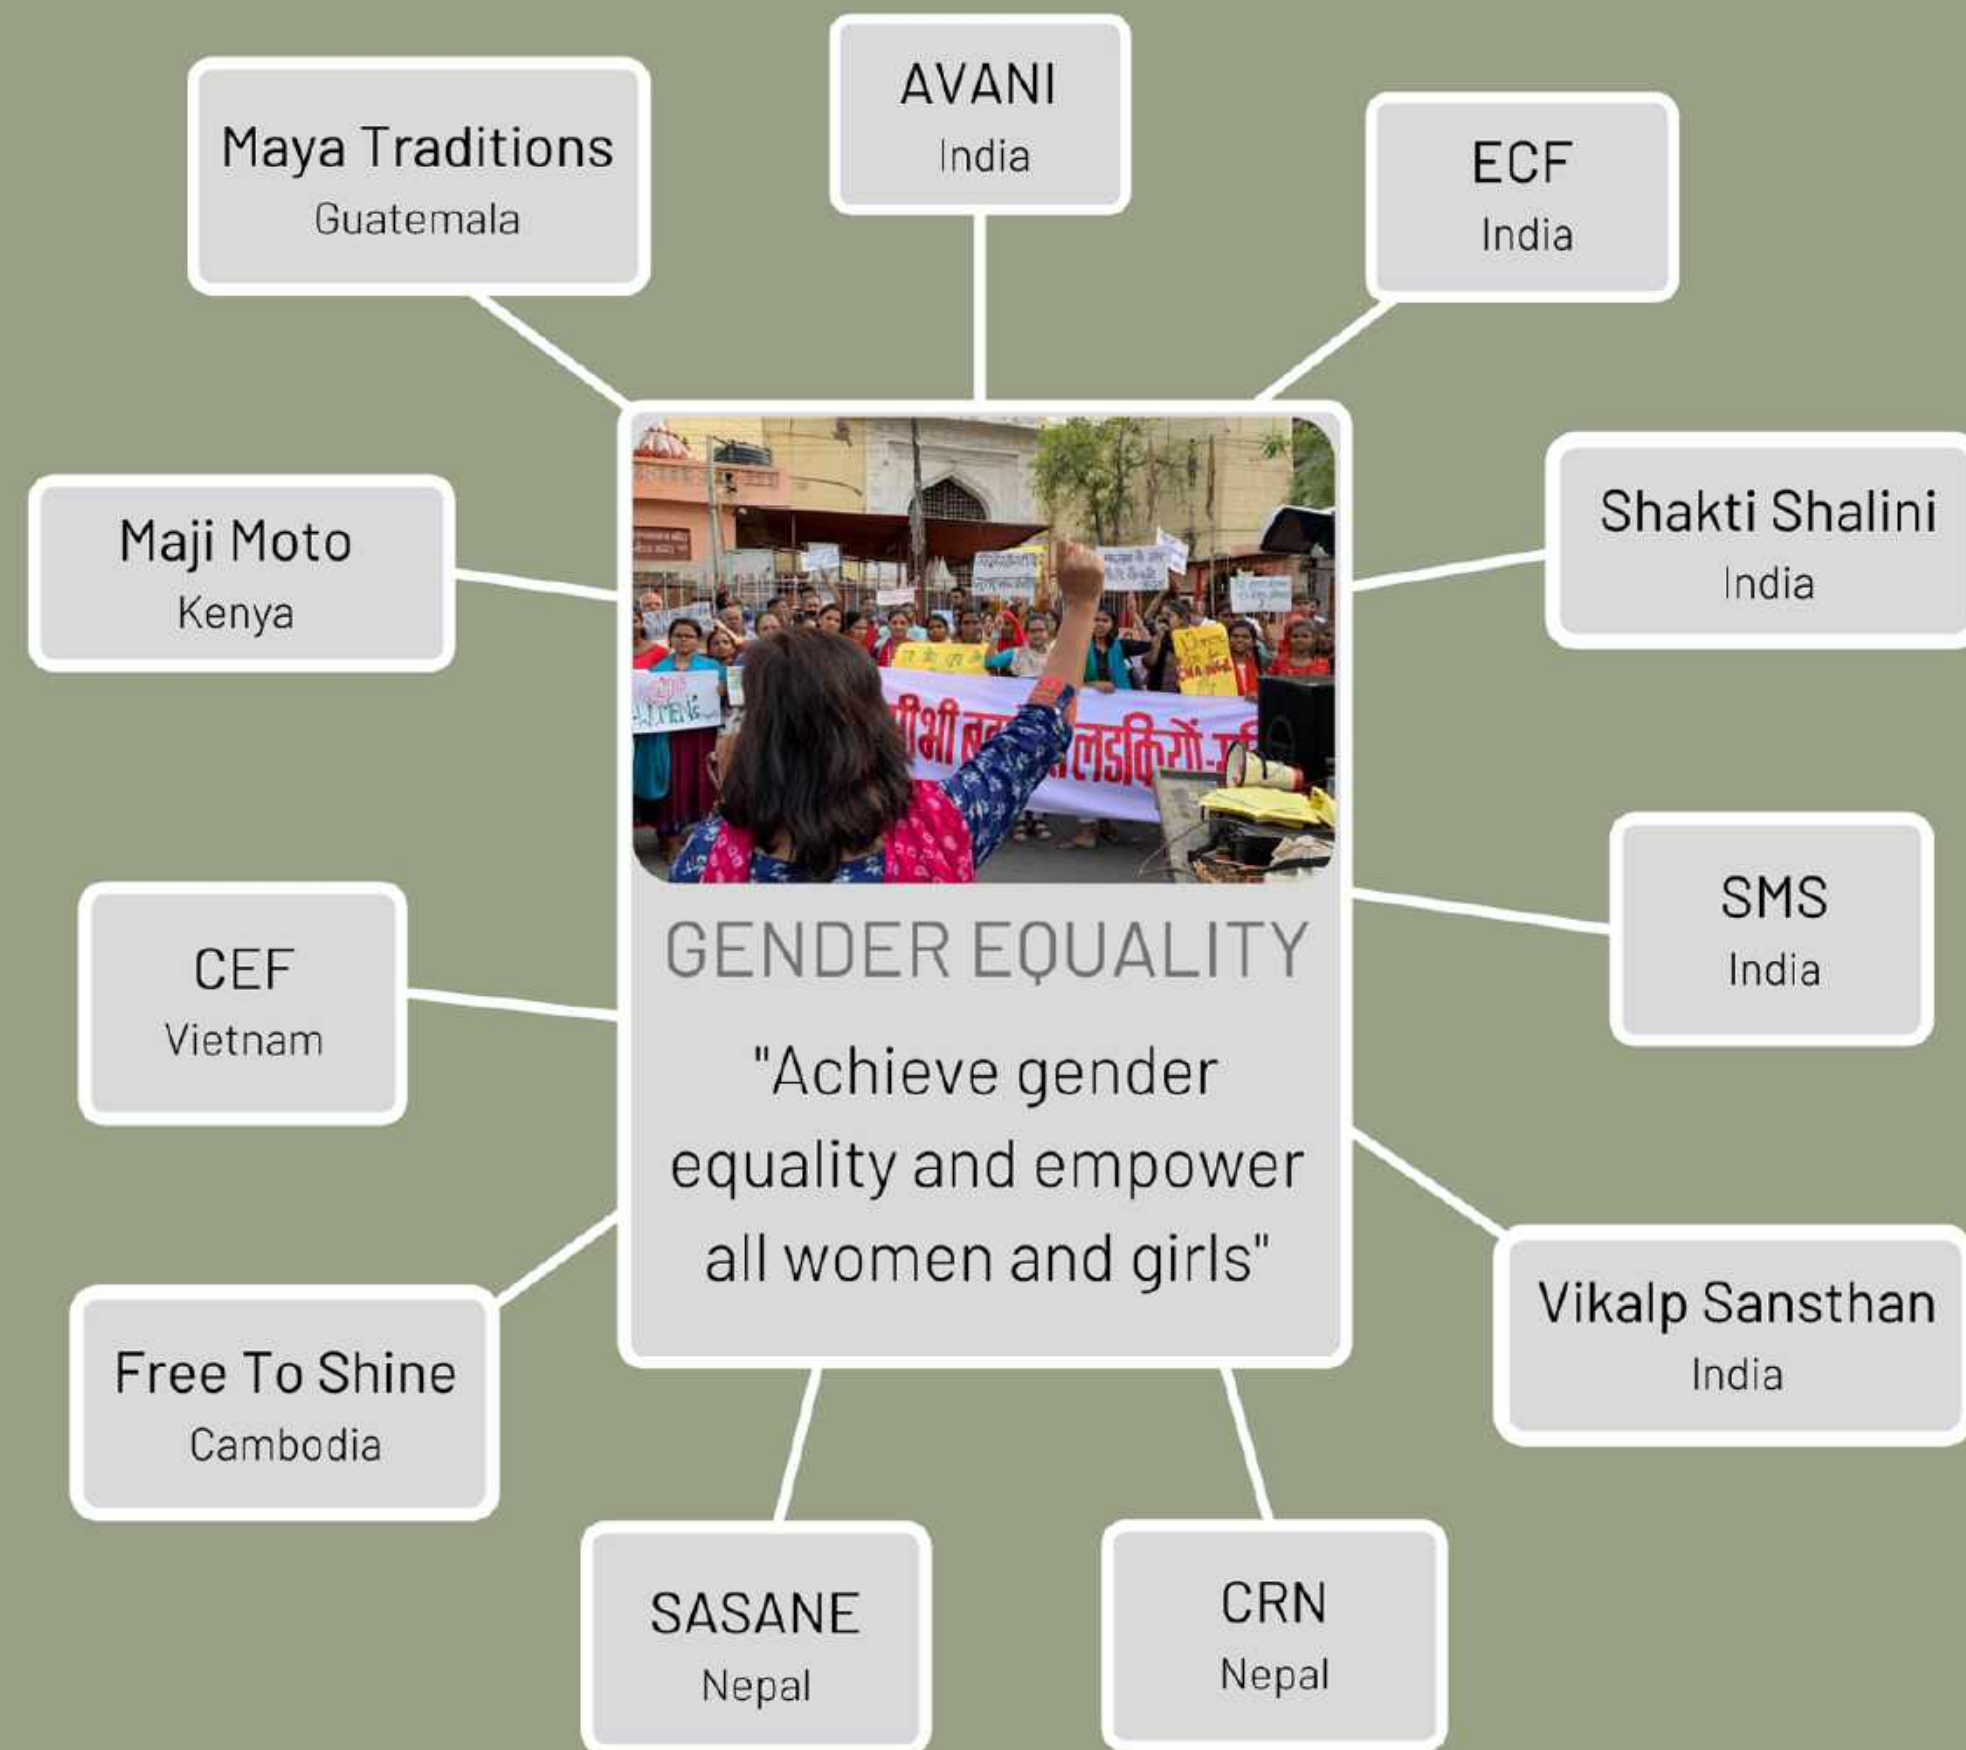 AVANI
India
Maya Traditions
Guatemala
ECF
India
Shakti Shalini
India
Maji Moto
Kenya
WOMEN'S
लडकियों
GENDER EQUALITY
"Achieve gender
equality and empower
all women and girls"
SMS
India
CEF
Vietnam
Vikalp Sansthan
India
Free To Shine
Cambodia
SASANE
Nepal
CRN
Nepal